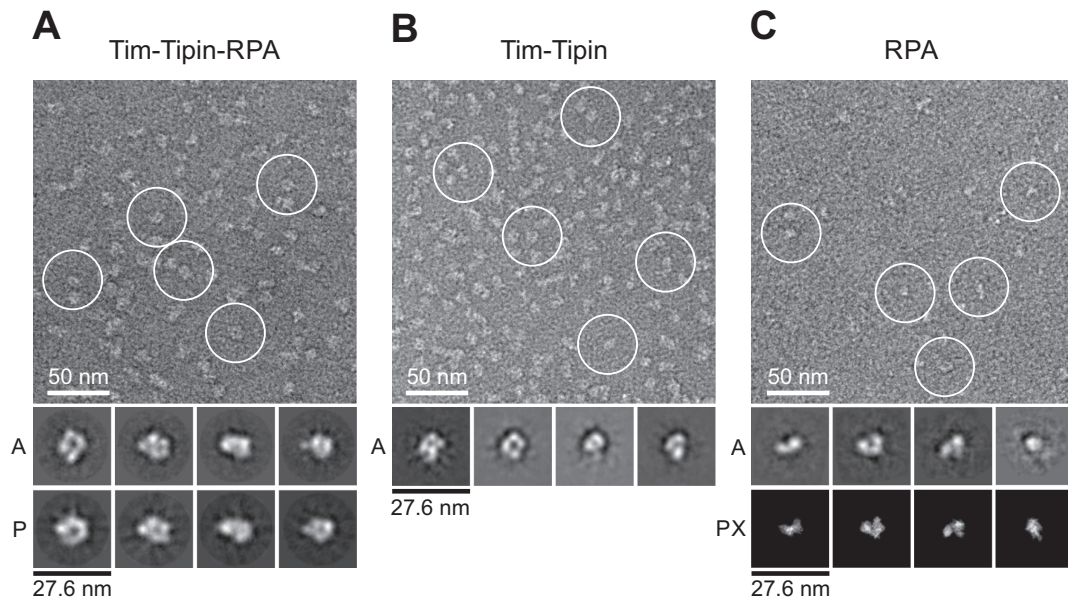 A
Tim-Tipin-RPA
50 nm
A
P
27.6 nm
B
Tim-Tipin
50 nm
A
27.6 nm
C
RPA
50 nm
A
PX
27.6 nm